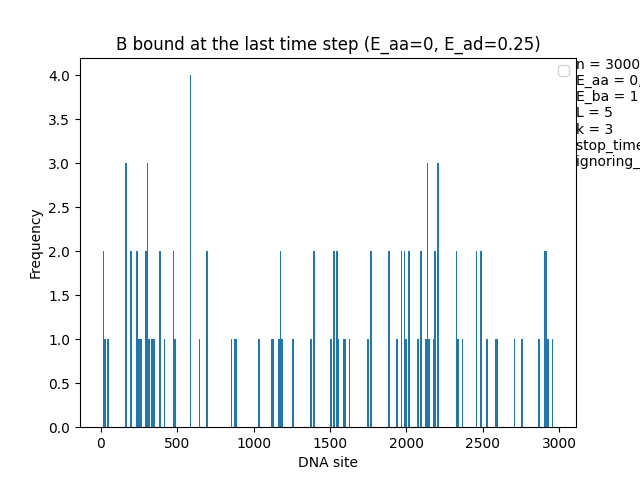 B bound at the last time step (E_aa=0, E_ad=0.25)
n = 3000
E_aa = 0,
E_ba = 1
L = 5
k = 3
stop_time
ignoring_
4.0
3.5
3.0
2.5
2.0
1.5
1.0
0.5
0.0
Frequency
0 500 1000 1500 2000 2500 3000
DNA site